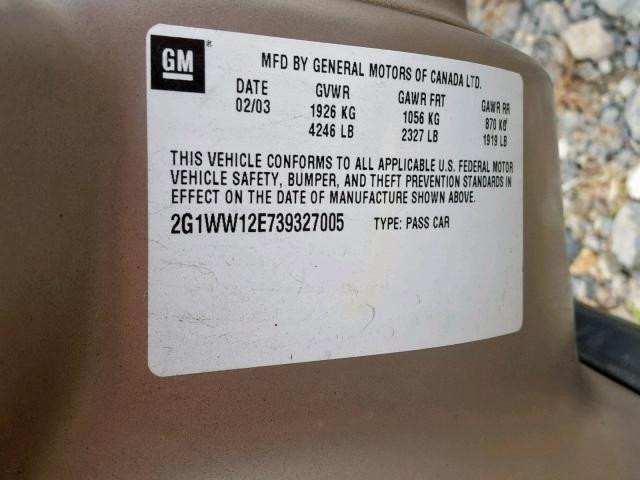 GM ®
MFD BY GENERAL MOTORS OF CANADA LTD.
DATE GVWR GAWR FRT GAWR RR
02/03 1926 KG 1056 KG 870 KG
4246 LB 2327 LB 1919 LB
THIS VEHICLE CONFORMS TO ALL APPLICABLE U.S. FEDERAL MOTOR
VEHICLE SAFETY, BUMPER, AND THEFT PREVENTION STANDARDS IN
EFFECT ON THE DATE OF MANUFACTURE SHOWN ABOVE.
2G1WW12E739327005 TYPE: PASS CAR